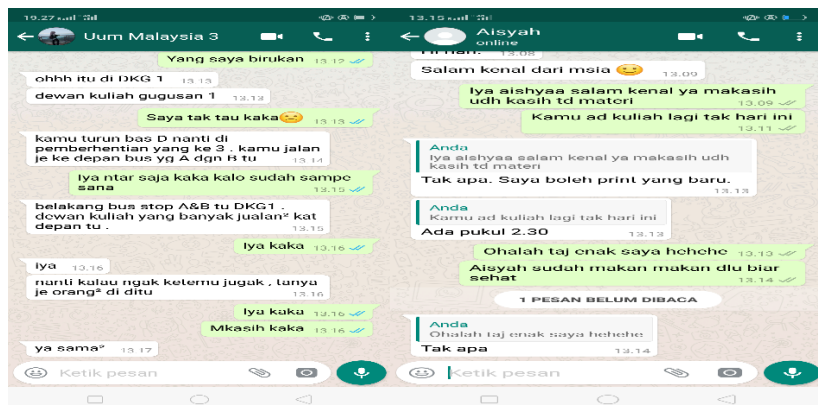 19.27
Uum Malaysia 3
Yang saya birukan 13.12
ohhh itu di DKG 1 13.13
dewan kuliah gugusan 1 13.13
Saya tak tau kaka 13.13
kamu turun bas D nanti di
pemberhentian yang ke 3 . kamu jalan
je ke depan bus yg A dgn B tu 13.14
Iya ntar saja kaka kalo sudah sampe
sana 13.15
belakang bus stop A&B tu DKG1 .
dewan kuliah yang banyak jualan² kat
depan tu . 13.15
Iya kaka 13.16
iya 13.16
nanti kalau ngak ketemu jugak , tanya
je orang² di ditu 13.16
Iya kaka 13.16
Mkasih kaka 13.16
ya sama² 13.17
Ketik pesan
13.15
Aisyah
online
Hi Han. 13.08
Salam kenal dari msia 13.09
Iya aishyaa salam kenal ya makasih
udh kasih td materi 13.09
Kamu ad kuliah lagi tak hari ini
13.11
Anda
Iya aishyaa salam kenal ya makasih udh
kasih td materi
Tak apa. Saya boleh print yang baru.
13.13
Anda
Kamu ad kuliah lagi tak hari ini
Ada pukul 2.30 13.13
Ohalah taj enak saya hehehe 13.13
Aisyah sudah makan makan dlu biar
sehat 13.14
1 PESAN BELUM DIBACA
Anda
Ohalah taj enak saya hehehe
Tak apa 13.14
Ketik pesan